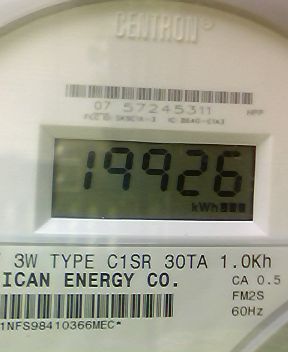 CENTRON®
07 57245311
19926
kWh
3W TYPE C1SR 30TA 1.0Kh
ICAN ENERGY CO.
CA 0.5
FM2S
60Hz
1NFS98410366MEC*